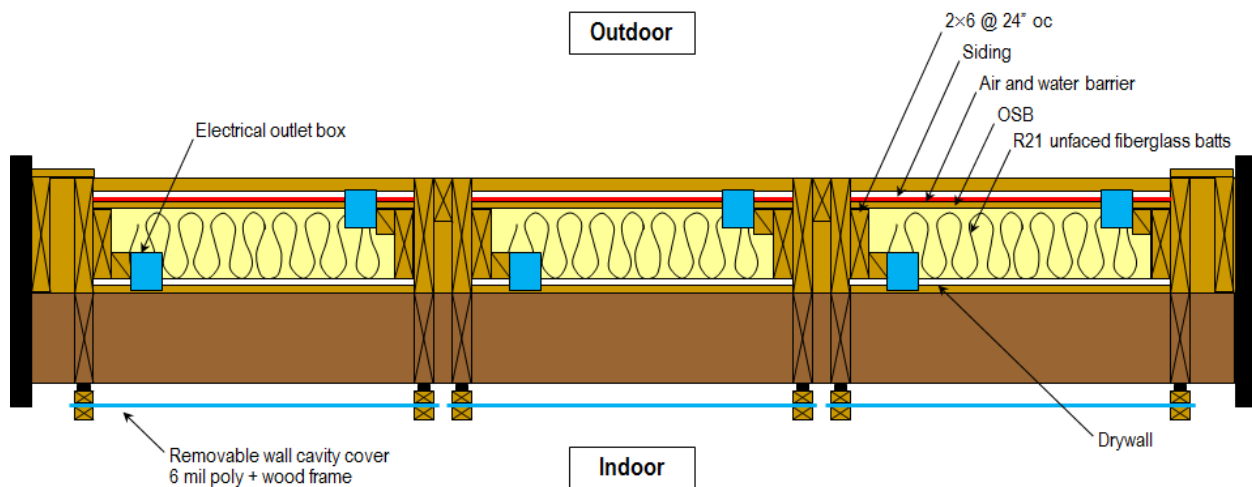 Outdoor
2×6 @ 24” oc
Siding
Air and water barrier
OSB
R21 unfaced fiberglass batts
Electrical outlet box
Drywall
Removable wall cavity cover
6 mil poly + wood frame
Indoor